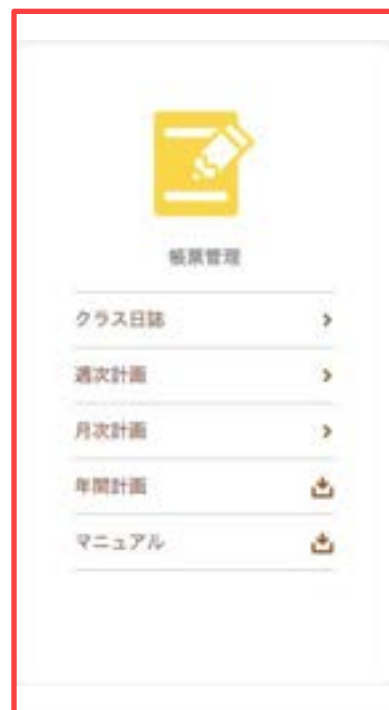 帳票管理
クラス日誌
週次計画
月次計画
年間計画
マニュアル